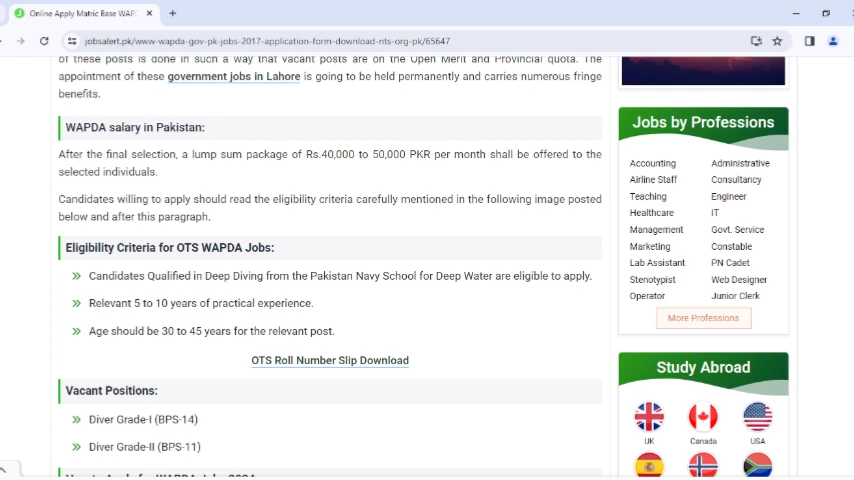 Online Apply Matric Base WAPD
jobsalert.pk/www-wapda-gov-pk-jobs-2017-application-form-download-nts-org-pk/65647
of these posts is done in such a way that vacant posts are on the Open Merit and Provincial quota. The
appointment of these government jobs in Lahore is going to be held permanently and carries numerous fringe
benefits.
WAPDA salary in Pakistan:
After the final selection, a lump sum package of Rs.40,000 to 50,000 PKR per month shall be offered to the
selected individuals.
Candidates willing to apply should read the eligibility criteria carefully mentioned in the following image posted
below and after this paragraph.
Eligibility Criteria for OTS WAPDA Jobs:
Candidates Qualified in Deep Diving from the Pakistan Navy School for Deep Water are eligible to apply.
Relevant 5 to 10 years of practical experience.
Age should be 30 to 45 years for the relevant post.
OTS Roll Number Slip Download
Vacant Positions:
Diver Grade-I (BPS-14)
Diver Grade-II (BPS-11)
Jobs by Professions
Accounting Administrative
Airline Staff Consultancy
Teaching Engineer
Healthcare IT
Management Govt. Service
Marketing Constable
Lab Assistant PN Cadet
Stenotypist Web Designer
Operator Junior Clerk
More Professions
Study Abroad
UK Canada USA